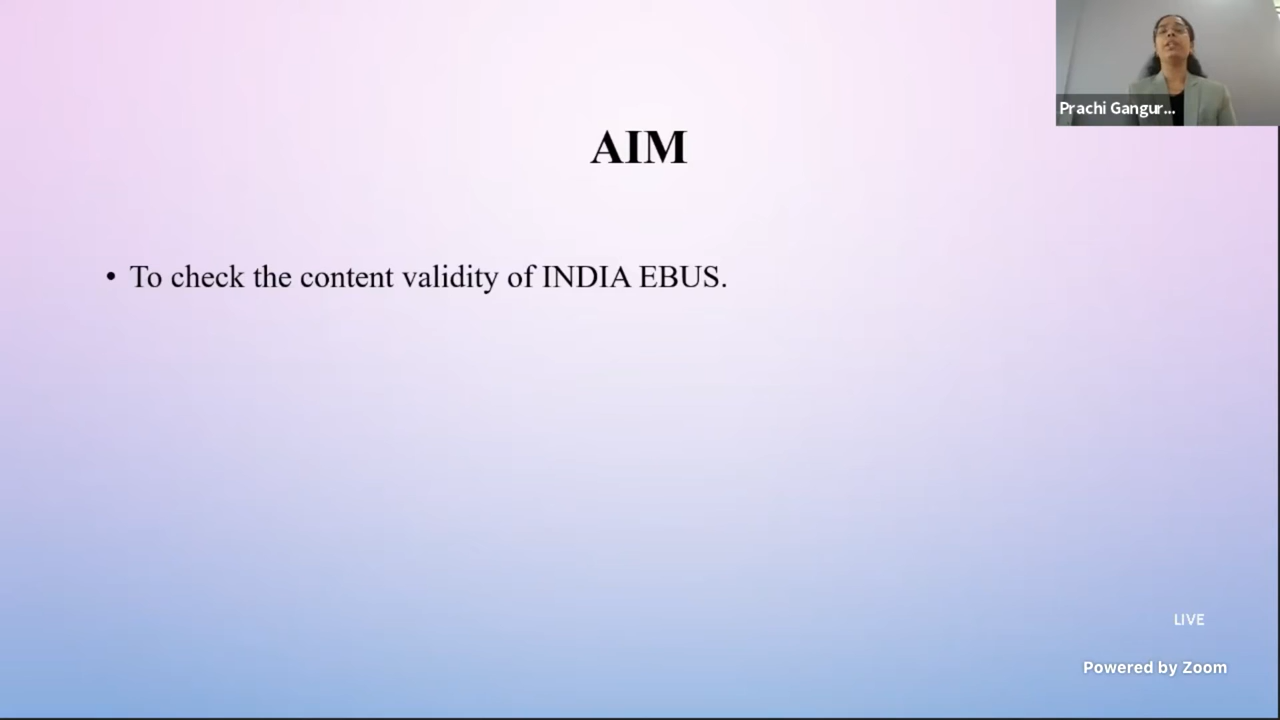 Prachi Gangur...
AIM
• To check the content validity of INDIA EBUS.
LIVE
Powered by Zoom